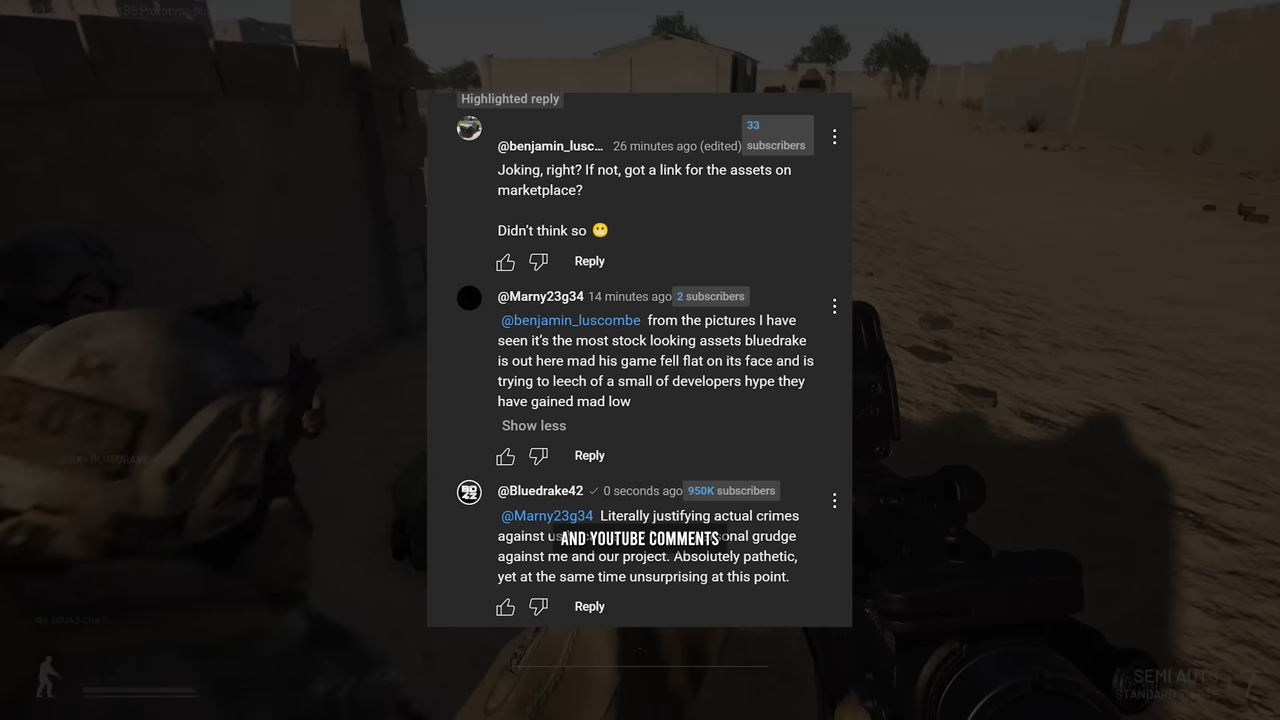 Highlighted reply
33
@benjamin_lusc... 26 minutes ago (edited) subscribers
Joking, right? If not, got a link for the assets on
marketplace?
Didn't think so 😬
Reply
@Marny23g34 14 minutes ago 2 subscribers
@benjamin_luscombe from the pictures I have
seen it's the most stock looking assets bluedrake
is out here mad his game fell flat on its face and is
trying to leech of a small of developers hype they
have gained mad low
Show less
Reply
@Bluedrake42 ✓ 0 seconds ago 950K subscribers
@Marny23g34 Literally justifying actual crimes
against
AND YOUTUBE COMMENTS
grudge
against me and our project. Absolutely pathetic,
yet at the same time unsurprising at this point.
Reply
SEMI AUTO